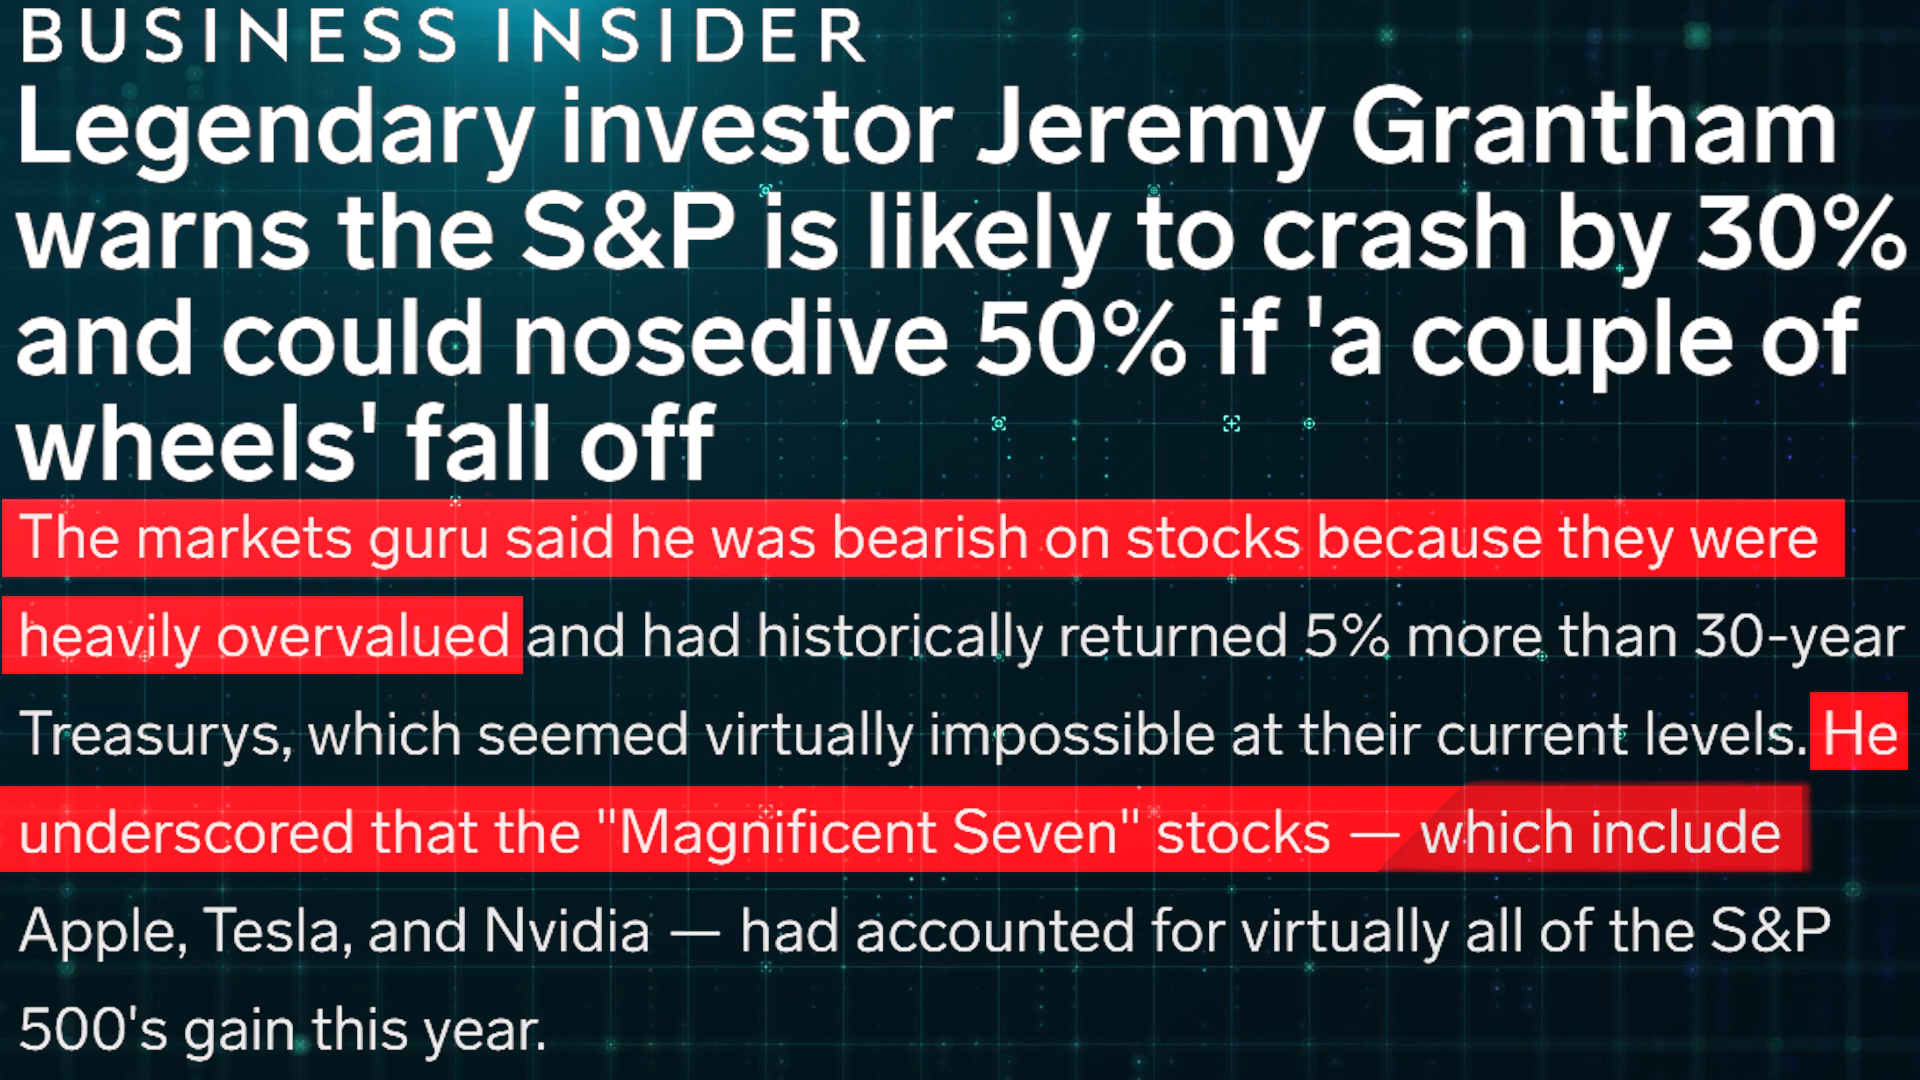 BUSINESS INSIDER
Legendary investor Jeremy Grantham
warns the S&P is likely to crash by 30%
and could nosedive 50% if 'a couple of
wheels' fall off
The markets guru said he was bearish on stocks because they were
heavily overvalued and had historically returned 5% more than 30-year
Treasurys, which seemed virtually impossible at their current levels. He
underscored that the "Magnificent Seven" stocks — which include
Apple, Tesla, and Nvidia — had accounted for virtually all of the S&P
500's gain this year.